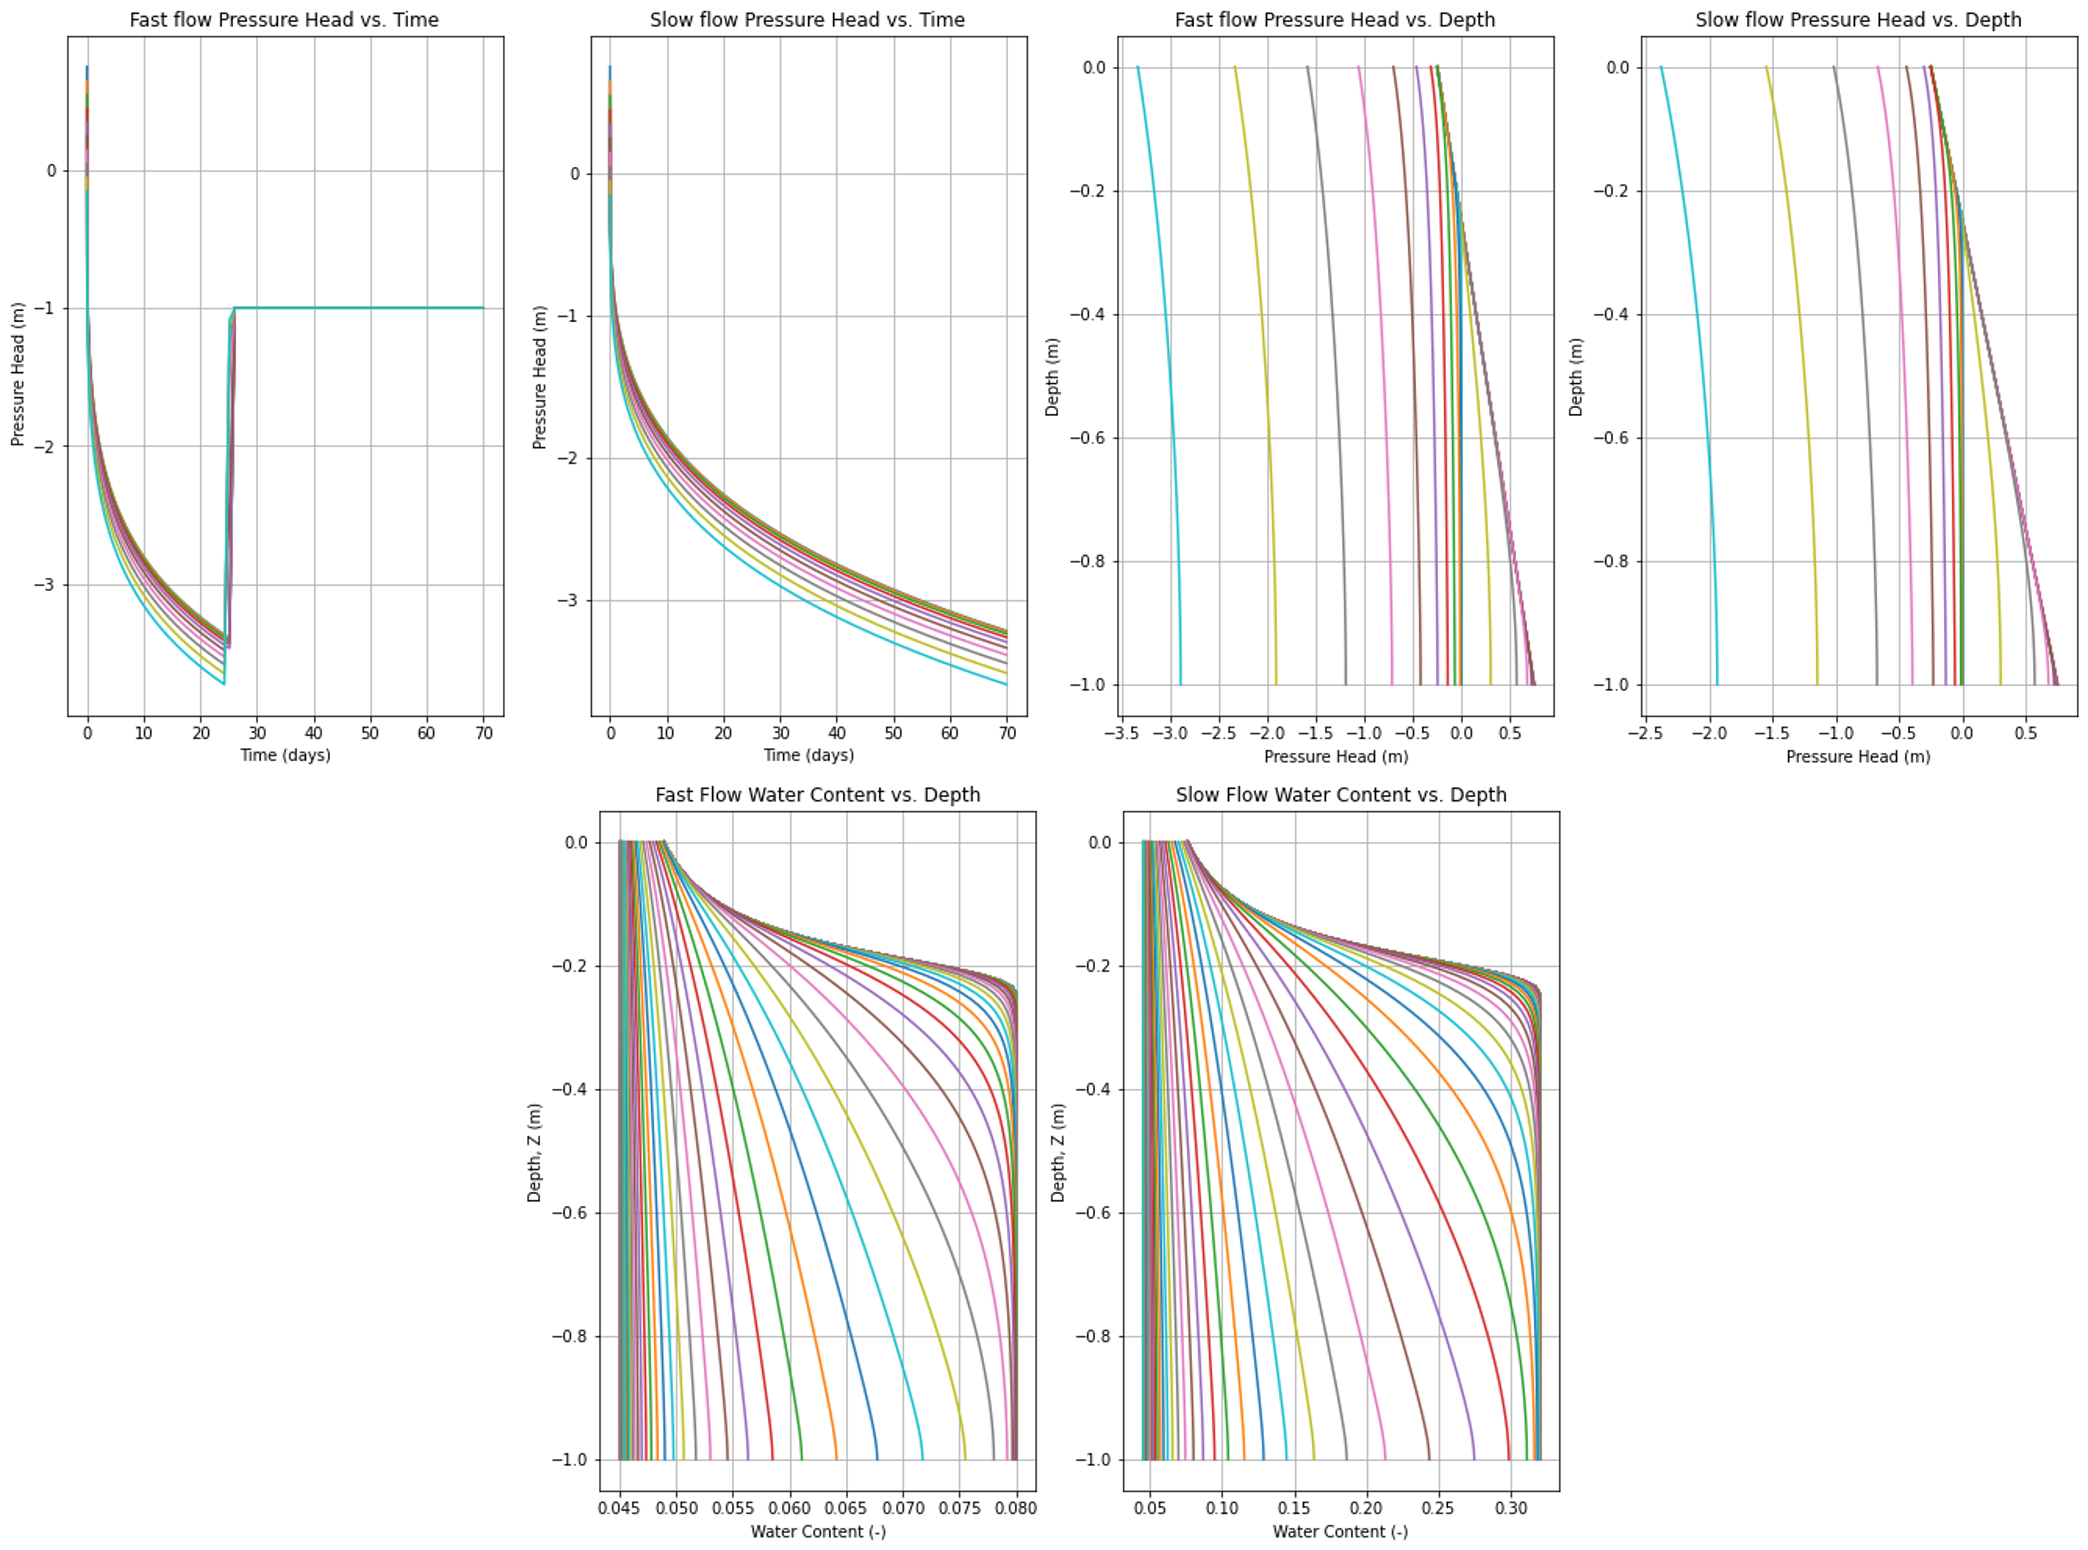 Fast flow Pressure Head vs. Time
0
−1
−2
−3
Pressure Head (m)
0 10 20 30 40 50 60 70
Time (days)
Slow flow Pressure Head vs. Time
0
−1
−2
−3
Pressure Head (m)
0 10 20 30 40 50 60 70
Time (days)
Fast flow Pressure Head vs. Depth
0.0
−0.2
−0.4
−0.6
−0.8
−1.0
Depth (m)
−3.5 −3.0 −2.5 −2.0 −1.5 −1.0 −0.5 0.0 0.5
Pressure Head (m)
Slow flow Pressure Head vs. Depth
0.0
−0.2
−0.4
−0.6
−0.8
−1.0
Depth (m)
−2.5 −2.0 −1.5 −1.0 −0.5 0.0 0.5
Pressure Head (m)
Fast Flow Water Content vs. Depth
0.0
−0.2
−0.4
−0.6
−0.8
−1.0
Depth, Z (m)
0.045 0.050 0.055 0.060 0.065 0.070 0.075 0.080
Water Content (-)
Slow Flow Water Content vs. Depth
0.0
−0.2
−0.4
−0.6
−0.8
−1.0
Depth, Z (m)
0.05 0.10 0.15 0.20 0.25 0.30
Water Content (-)